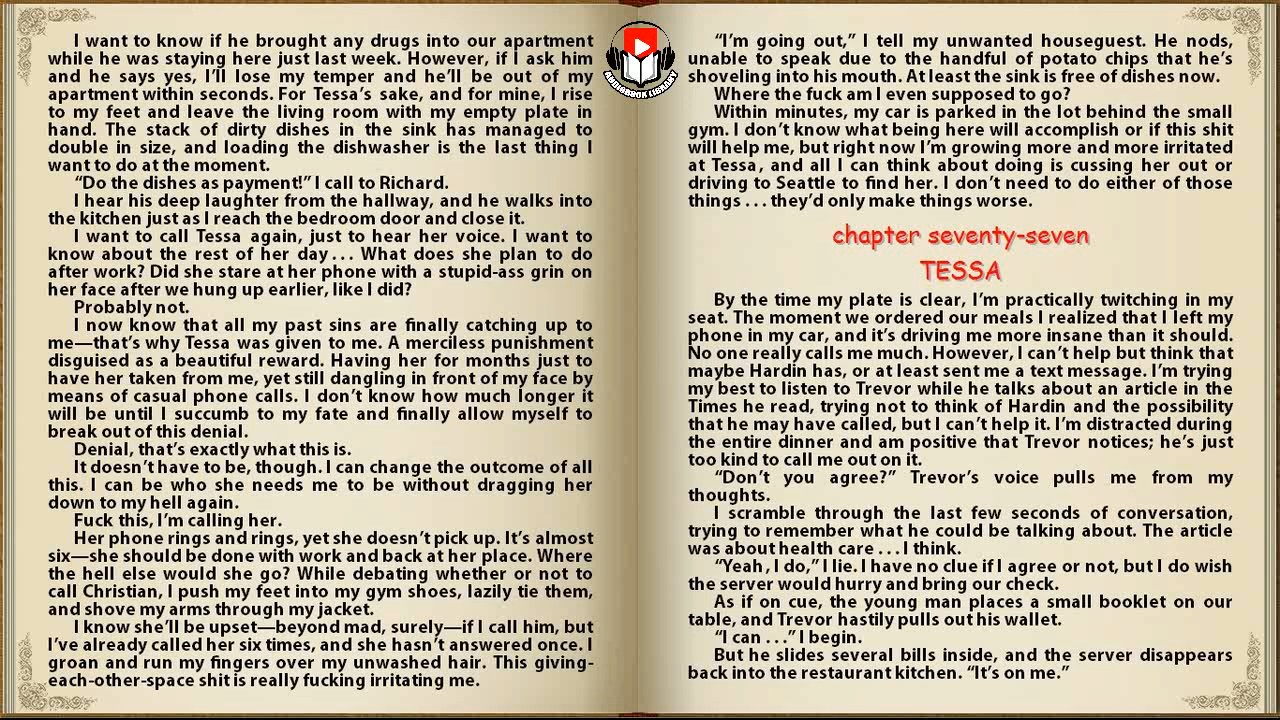 I want to know if he brought any drugs into our apartment
while he was staying here just last week. However, if I ask him
and he says yes, I'll lose my temper and he'll be out of my
apartment within seconds. For Tessa's sake, and for mine, I rise
to my feet and leave the living room with my empty plate in
hand. The stack of dirty dishes in the sink has managed to
double in size, and loading the dishwasher is the last thing I
want to do at the moment.
“Do the dishes as payment!” I call to Richard.
I hear his deep laughter from the hallway, and he walks into
the kitchen just as I reach the bedroom door and close it.
I want to call Tessa again, just to hear her voice. I want to
know about the rest of her day . . . What does she plan to do
after work? Did she stare at her phone with a stupid-ass grin on
her face after we hung up earlier, like I did?
Probably not.
I now know that all my past sins are finally catching up to
me—that's why Tessa was given to me. A merciless punishment
disguised as a beautiful reward. Having her for months just to
have her taken from me, yet still dangling in front of my face by
means of casual phone calls. I don't know how much longer it
will be until I succumb to my fate and finally allow myself to
break out of this denial.
Denial, that's exactly what this is.
It doesn't have to be, though. I can change the outcome of all
this. I can be who she needs me to be without dragging her
down to my hell again.
Fuck this, I'm calling her.
Her phone rings and rings, yet she doesn't pick up. It's almost
six—she should be done with work and back at her place. Where
the hell else would she go? While debating whether or not to
call Christian, I push my feet into my gym shoes, lazily tie them,
and shove my arms through my jacket.
I know she'll be upset—beyond mad, surely—if I call him, but
I've already called her six times, and she hasn't answered once. I
groan and run my fingers over my unwashed hair. This giving-
each-other-space shit is really fucking irritating me.
AUDIOBOOK LIBRARY
“I'm going out,” I tell my unwanted houseguest. He nods,
unable to speak due to the handful of potato chips that he's
shoveling into his mouth. At least the sink is free of dishes now.
Where the fuck am I even supposed to go?
Within minutes, my car is parked in the lot behind the small
gym. I don't know what being here will accomplish or if this shit
will help me, but right now I'm growing more and more irritated
at Tessa, and all I can think about doing is cussing her out or
driving to Seattle to find her. I don't need to do either of those
things . . . they'd only make things worse.
chapter seventy-seven
TESSA
By the time my plate is clear, I'm practically twitching in my
seat. The moment we ordered our meals I realized that I left my
phone in my car, and it's driving me more insane than it should.
No one really calls me much. However, I can't help but think that
maybe Hardin has, or at least sent me a text message. I'm trying
my best to listen to Trevor while he talks about an article in the
Times he read, trying not to think of Hardin and the possibility
that he may have called, but I can't help it. I'm distracted during
the entire dinner and am positive that Trevor notices; he's just
too kind to call me out on it.
“Don't you agree?” Trevor's voice pulls me from my
thoughts.
I scramble through the last few seconds of conversation,
trying to remember what he could be talking about. The article
was about health care . . . I think.
“Yeah, I do,” I lie. I have no clue if I agree or not, but I do wish
the server would hurry and bring our check.
As if on cue, the young man places a small booklet on our
table, and Trevor hastily pulls out his wallet.
“I can . . .” I begin.
But he slides several bills inside, and the server disappears
back into the restaurant kitchen. “It's on me.”